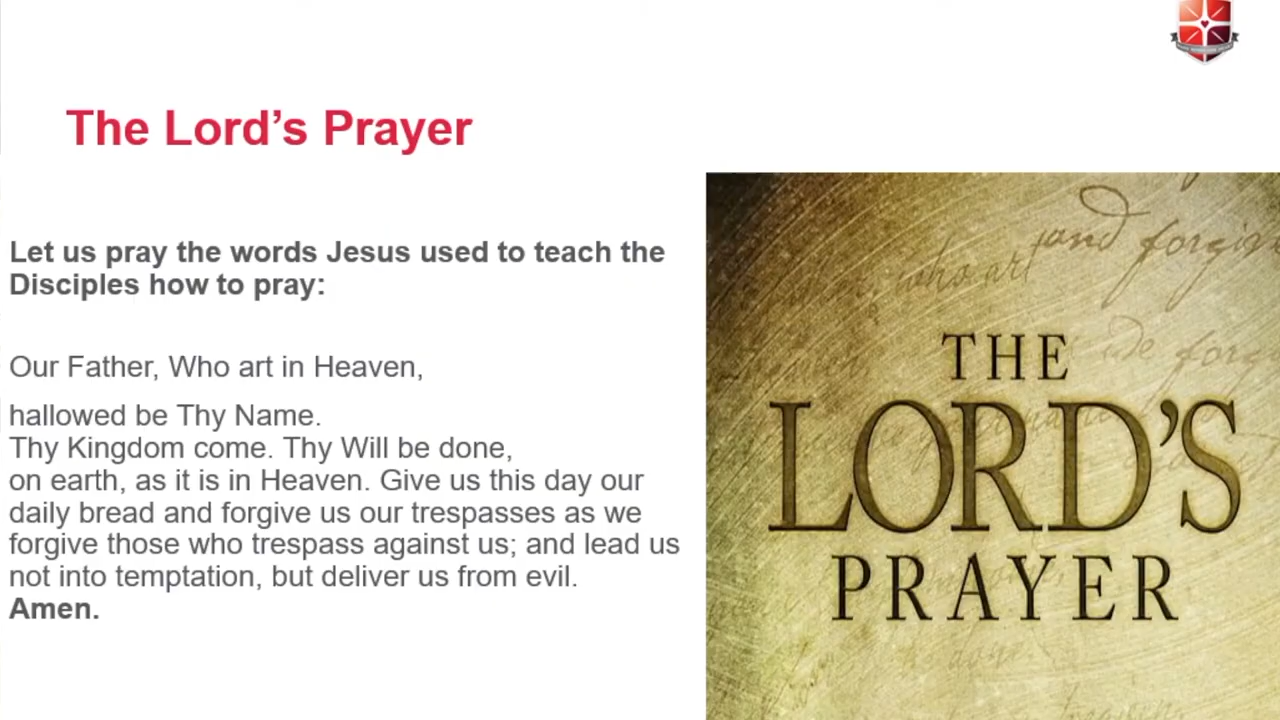 The Lord’s Prayer
Let us pray the words Jesus used to teach the
Disciples how to pray:
Our Father, Who art in Heaven,
hallowed be Thy Name.
Thy Kingdom come. Thy Will be done,
on earth, as it is in Heaven. Give us this day our
daily bread and forgive us our trespasses as we
forgive those who trespass against us; and lead us
not into temptation, but deliver us from evil.
Amen.
and forgiv
who art
THE
LORD’S
PRAYER